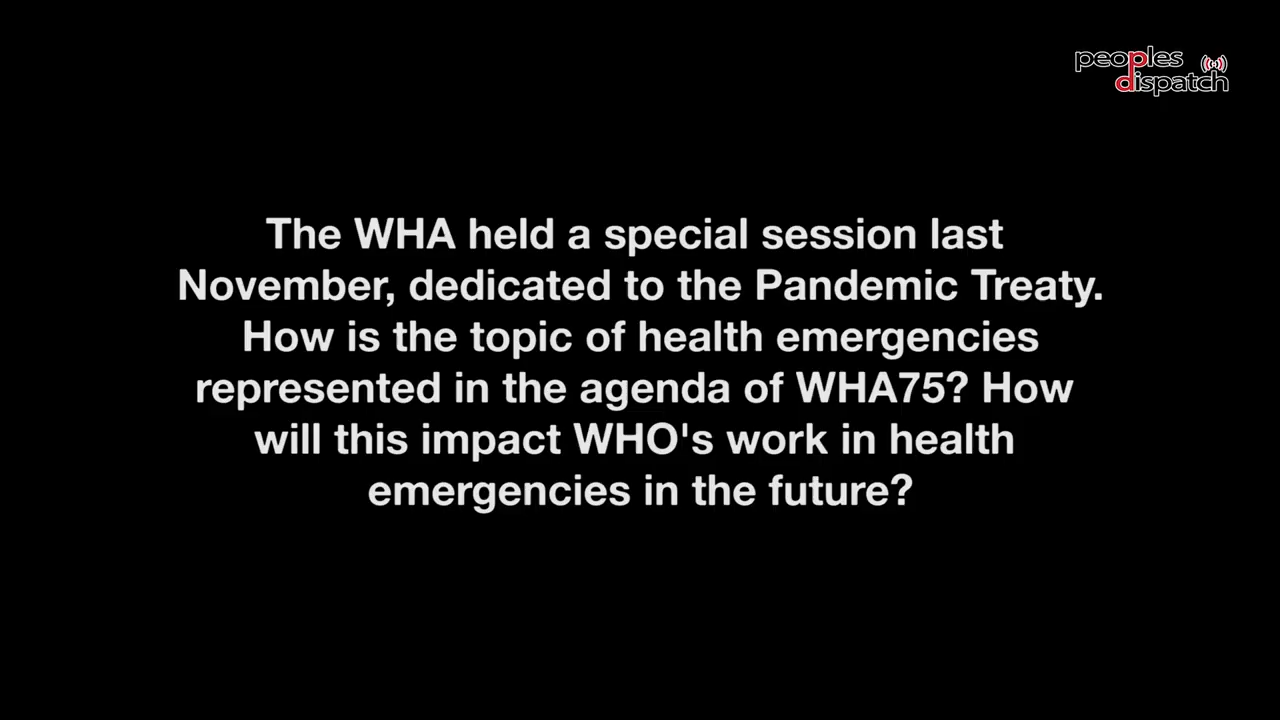 peoples
dispatch
The WHA held a special session last
November, dedicated to the Pandemic Treaty.
How is the topic of health emergencies
represented in the agenda of WHA75? How
will this impact WHO's work in health
emergencies in the future?